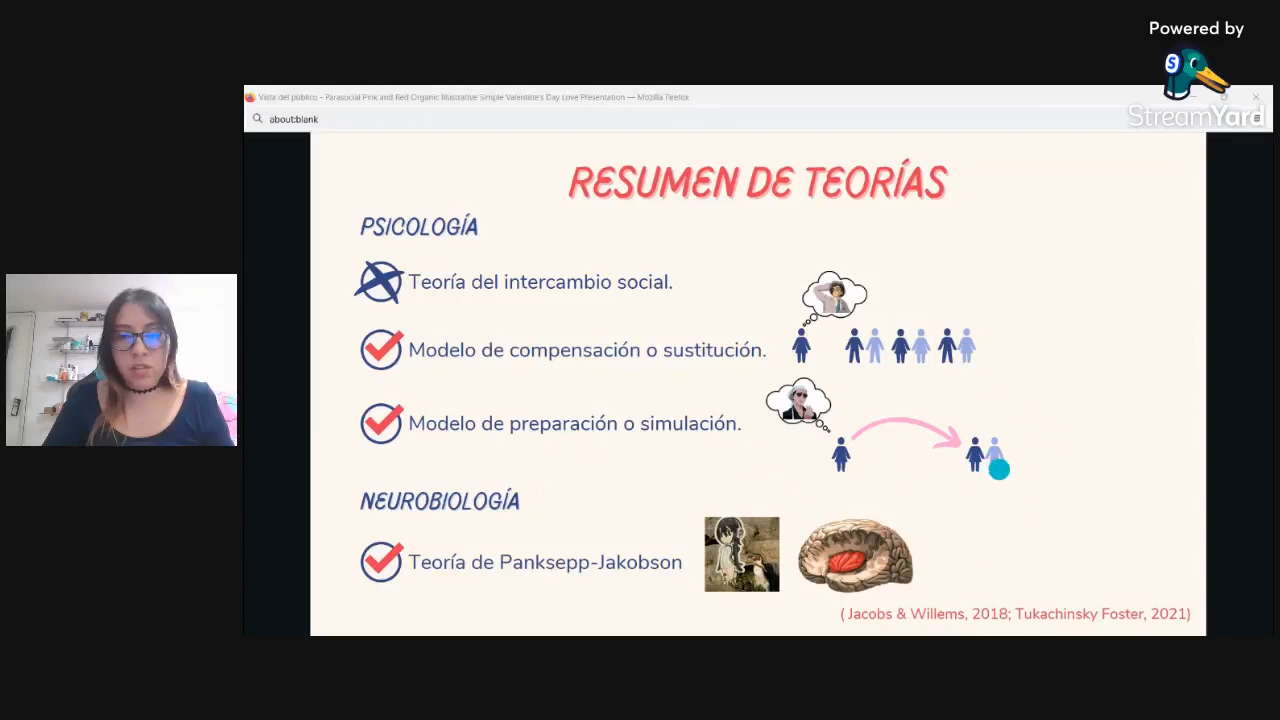 Powered by
StreamYard
Vista del público - Parasocial Pink and Red Organic Illustrative Simple Valentine's Day Love Presentation — Mozilla Firefox
about:blank
RESUMEN DE TEORÍAS
PSICOLOGÍA
Teoría del intercambio social.
Modelo de compensación o sustitución.
Modelo de preparación o simulación.
NEUROBIOLOGÍA
Teoría de Panksepp-Jakobson
( Jacobs & Willems, 2018; Tukachinsky Foster, 2021)